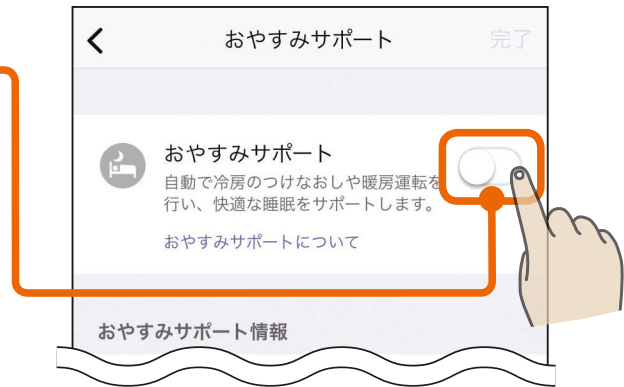 おやすみサポート 完了
おやすみサポート
自動で冷房のつけなおしや暖房運転を
行い、快適な睡眠をサポートします。
おやすみサポートについて
おやすみサポート情報